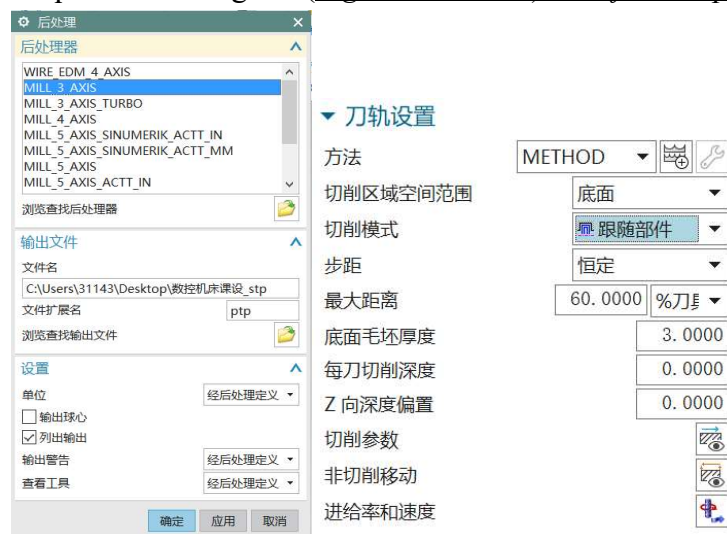 后处理
后处理器
WIRE_EDM_4_AXIS
MILL_3_AXIS
MILL_3_AXIS_TURBO
MILL_4_AXIS
MILL_5_AXIS_SINUMERIK_ACTT_IN
MILL_5_AXIS_SINUMERIK_ACTT_MM
MILL_5_AXIS
MILL_5_AXIS_ACTT_IN
浏览查找后处理器
输出文件
文件名
C:\Users\31143\Desktop\数控机床课设_stp
文件扩展名 ptp
浏览查找输出文件
设置
单位 经后处理定义
输出球心
列出输出
输出警告 经后处理定义
查看工具 经后处理定义
确定 应用 取消
刀轨设置
方法 METHOD
切削区域空间范围 底面
切削模式 跟随部件
步距 恒定
最大距离 60.0000 %刀具
底面毛坯厚度 3.0000
每刀切削深度 0.0000
Z 向深度偏置 0.0000
切削参数
非切削移动
进给率和速度